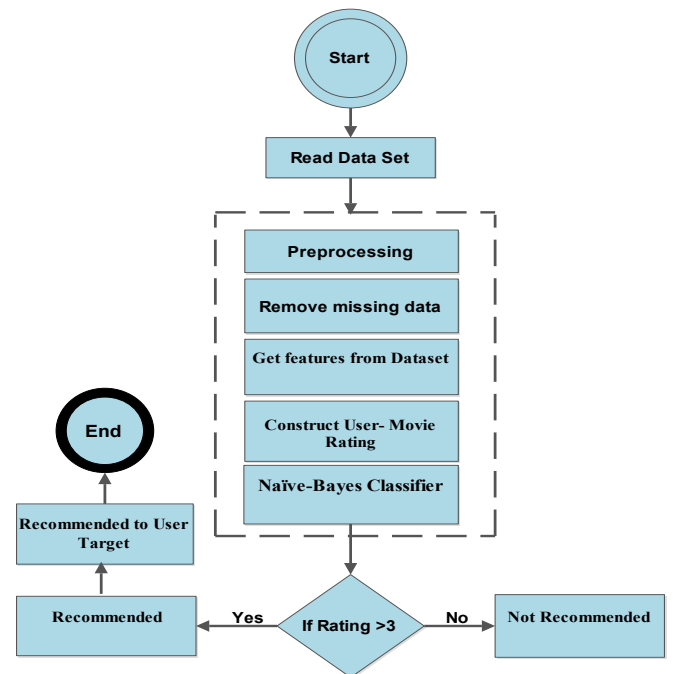 Start
Read Data Set
Preprocessing
Remove missing data
Get features from Dataset
Construct User- Movie
Rating
Naïve-Bayes Classifier
If Rating >3
Yes
No
Recommended
Not Recommended
Recommended to User
Target
End